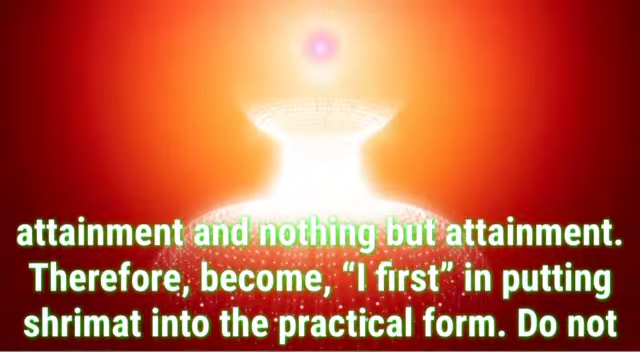 attainment and nothing but attainment.
Therefore, become, “I first” in putting
shrimat into the practical form. Do not